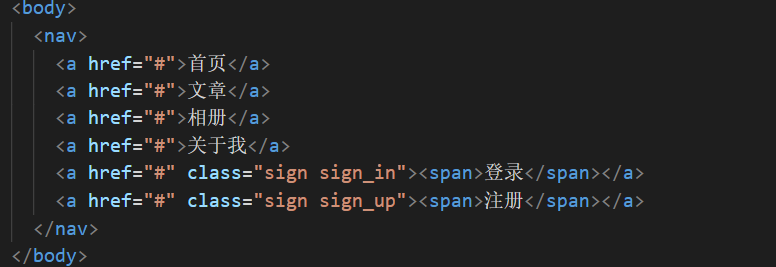 <body>
<nav>
<a href="#">首页</a>
<a href="#">文章</a>
<a href="#">相册</a>
<a href="#">关于我</a>
<a href="#" class="sign sign_in"><span>登录</span></a>
<a href="#" class="sign sign_up"><span>注册</span></a>
</nav>
</body>